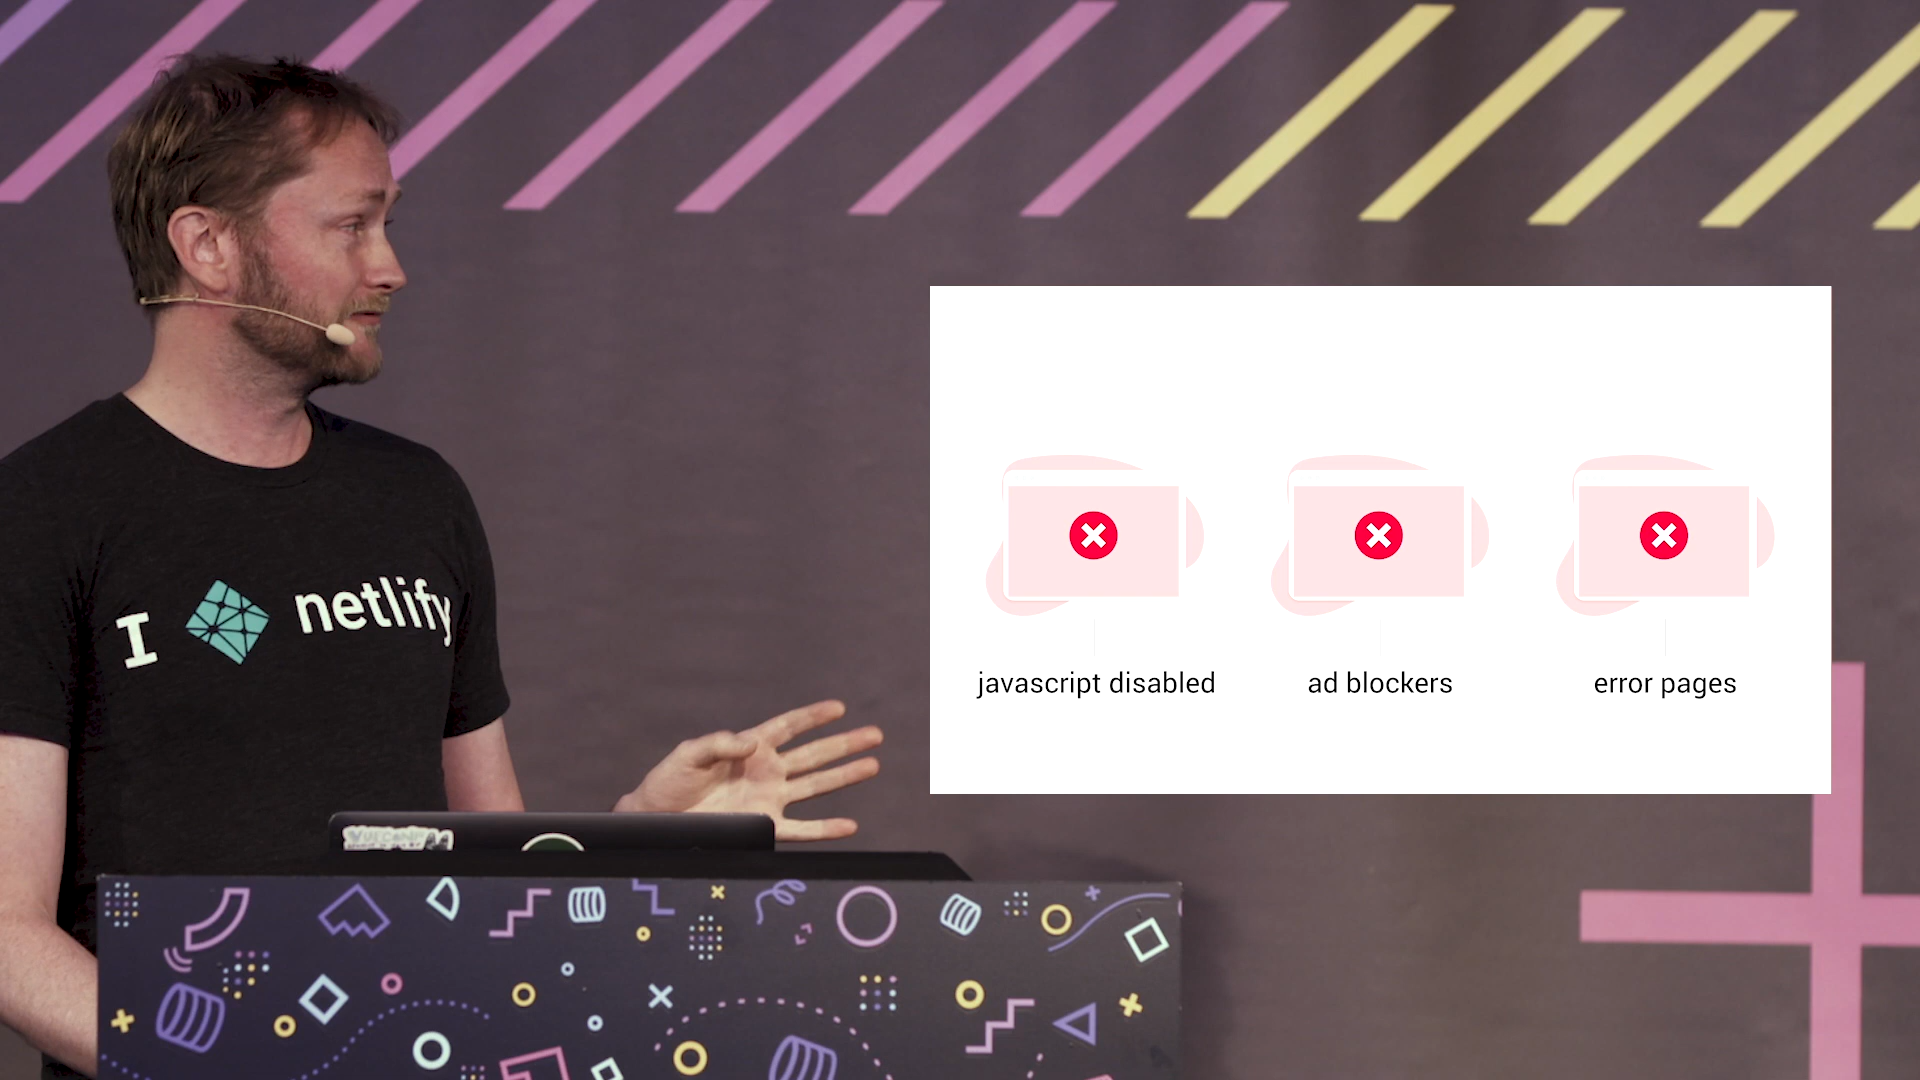 I netlify
javascript disabled
ad blockers
error pages